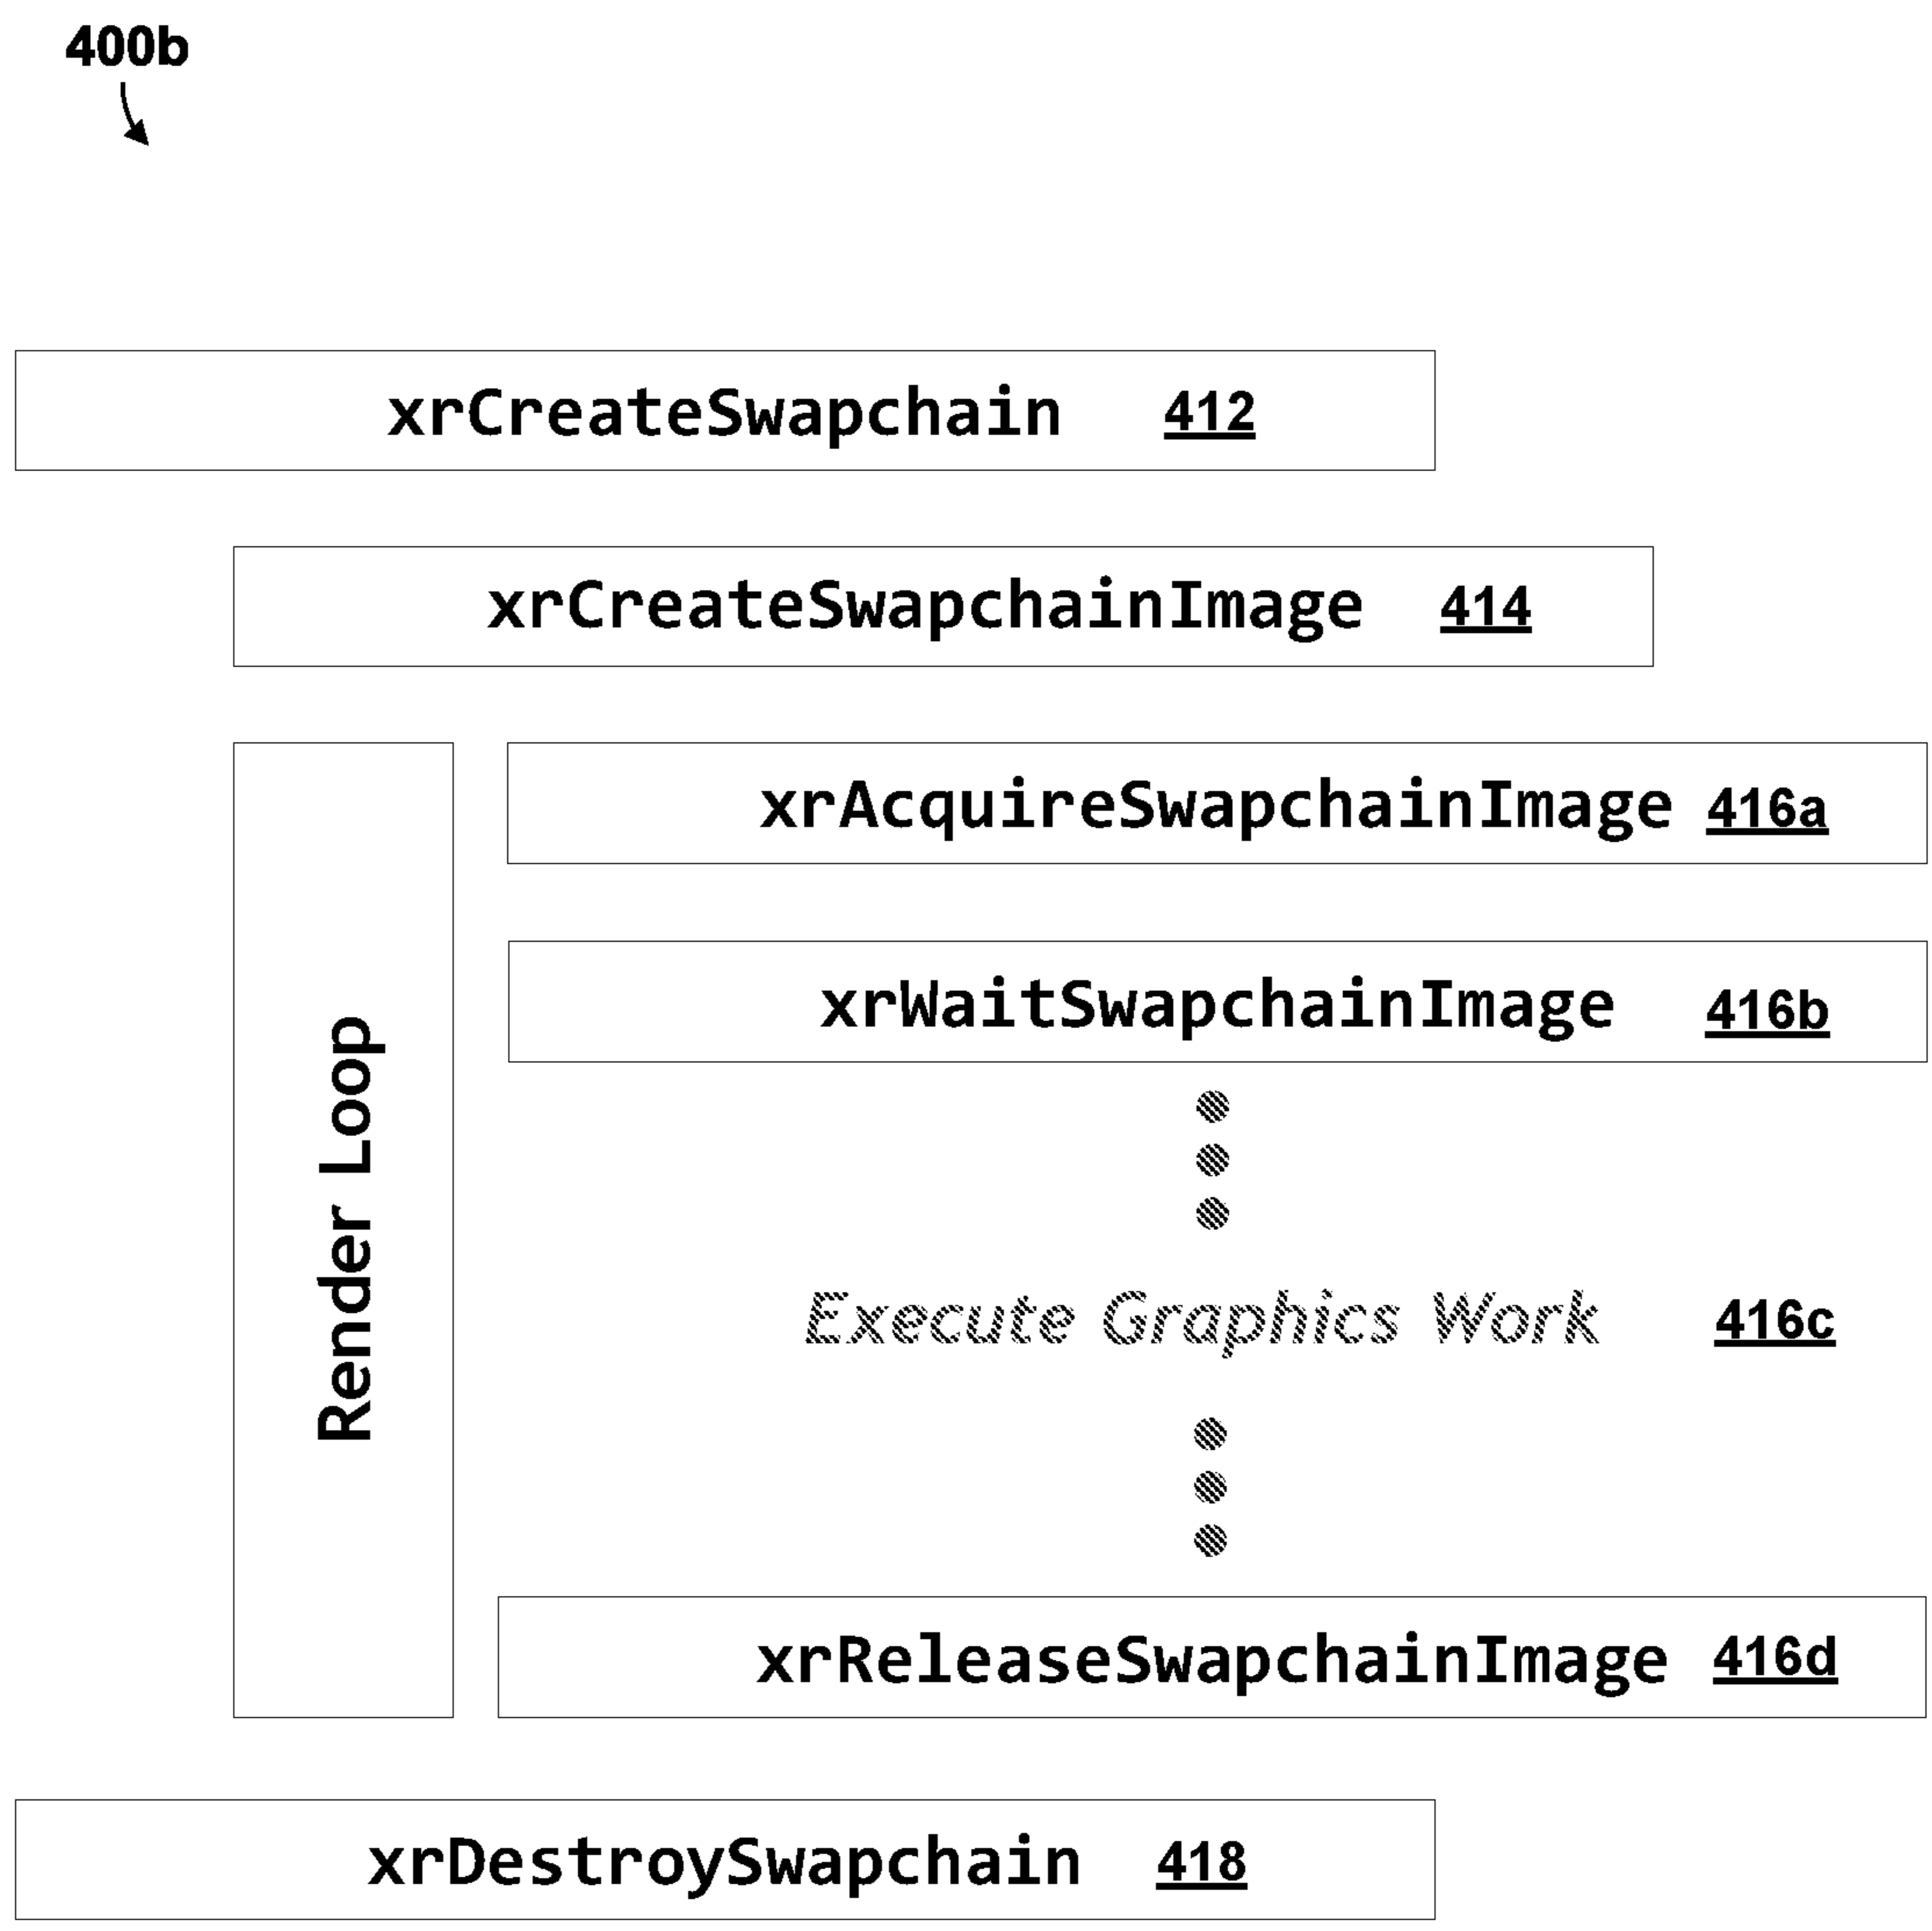 400b
xrCreateSwapchain 412
xrCreateSwapchainImage 414
Render Loop
xrAcquireSwapchainImage 416a
xrWaitSwapchainImage 416b
Execute Graphics Work 416c
xrReleaseSwapchainImage 416d
xrDestroySwapchain 418